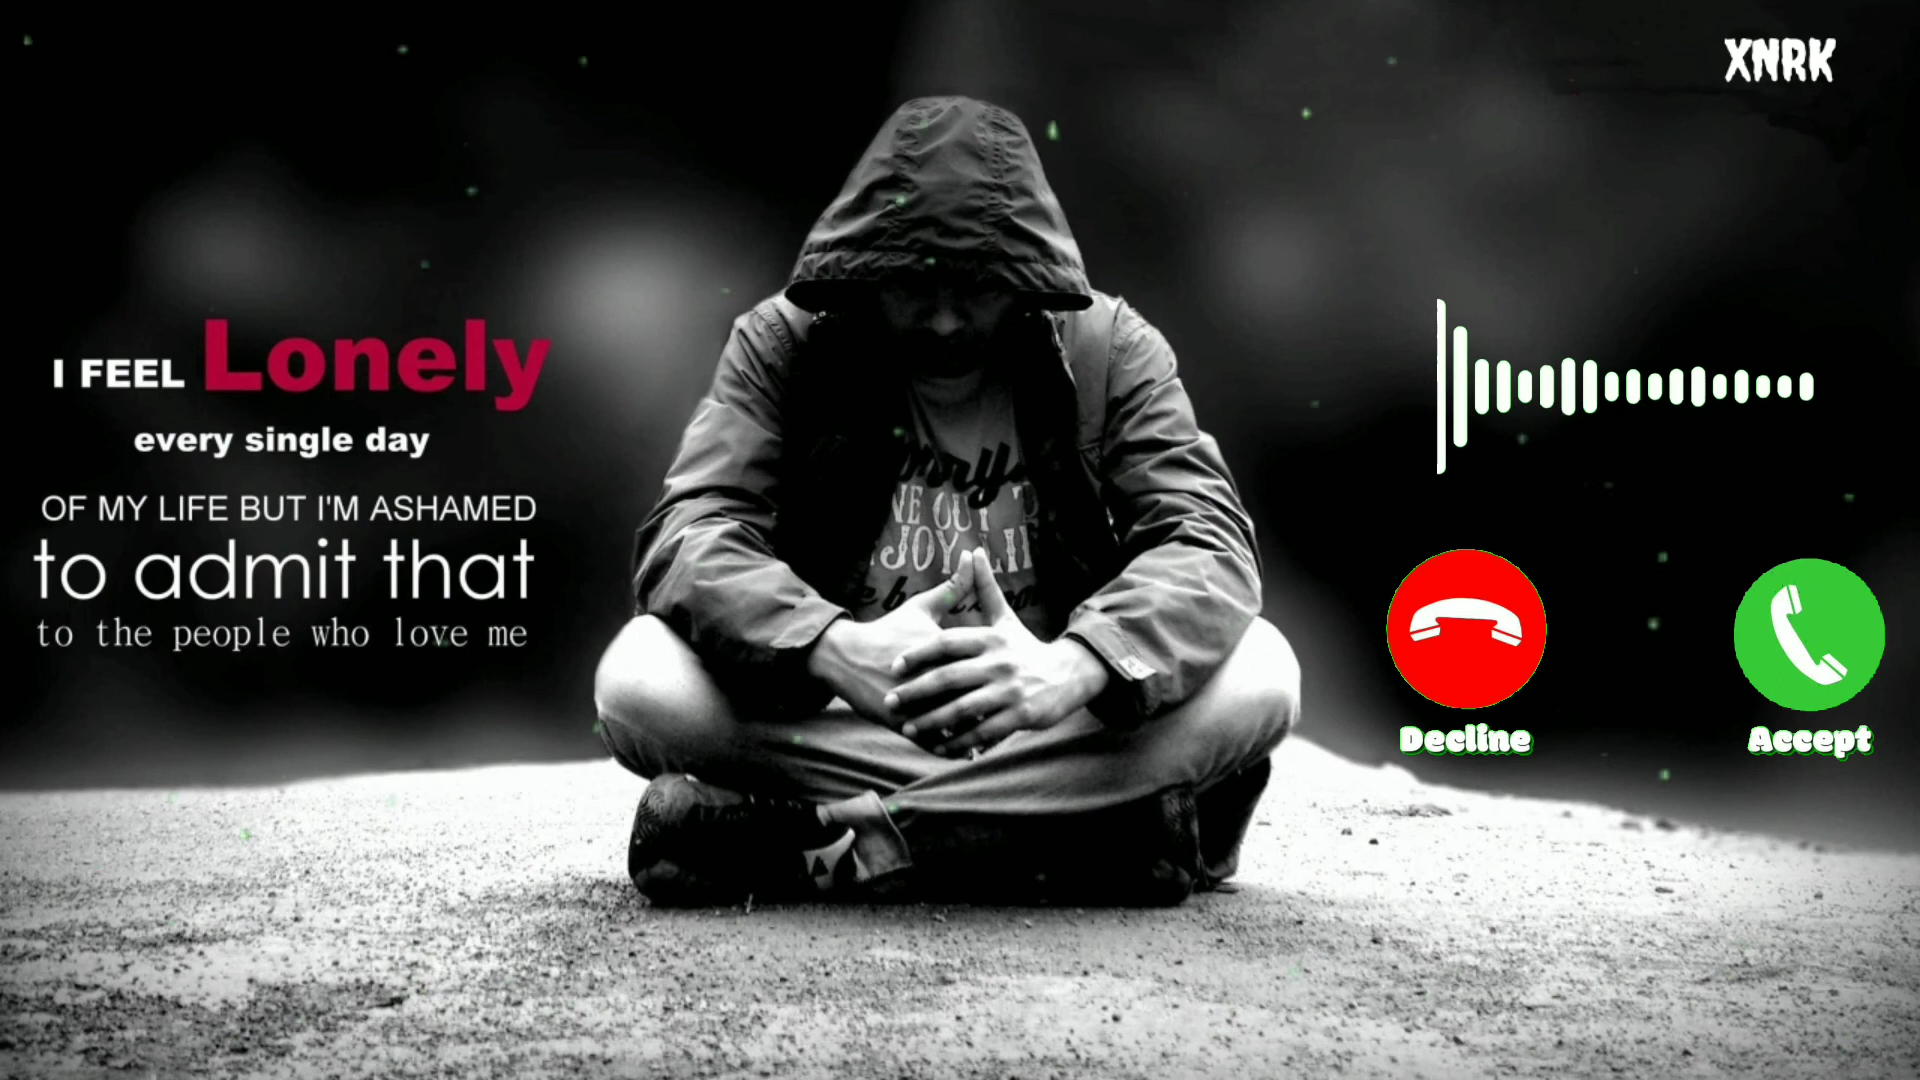 XNRK
I FEEL Lonely
every single day
OF MY LIFE BUT I'M ASHAMED
to admit that
to the people who love me
OUT
Decline
Accept